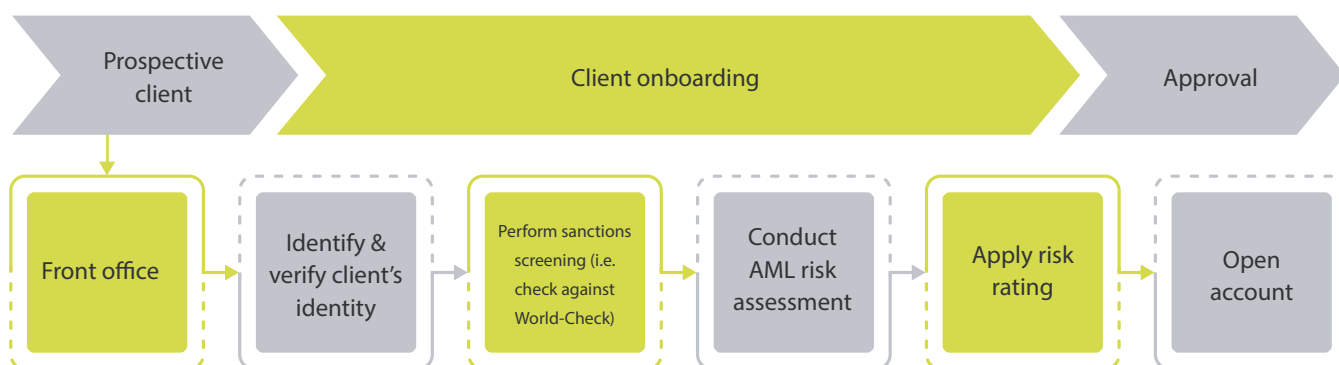 Prospective
client
Client onboarding
Approval
Front office
Identify &
verify client’s
identity
Perform sanctions
screening (i.e.
check against
World-Check)
Conduct
AML risk
assessment
Apply risk
rating
Open
account